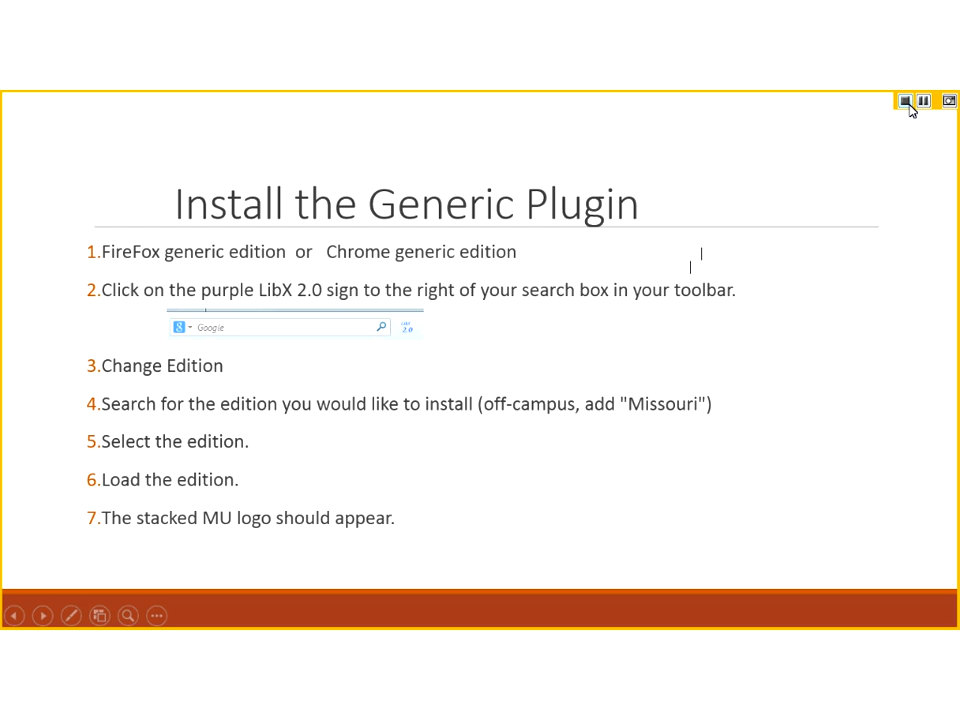 Install the Generic Plugin
1.FireFox generic edition or Chrome generic edition
2.Click on the purple LibX 2.0 sign to the right of your search box in your toolbar.
Google
2.0
3.Change Edition
4.Search for the edition you would like to install (off-campus, add "Missouri")
5.Select the edition.
6.Load the edition.
7.The stacked MU logo should appear.